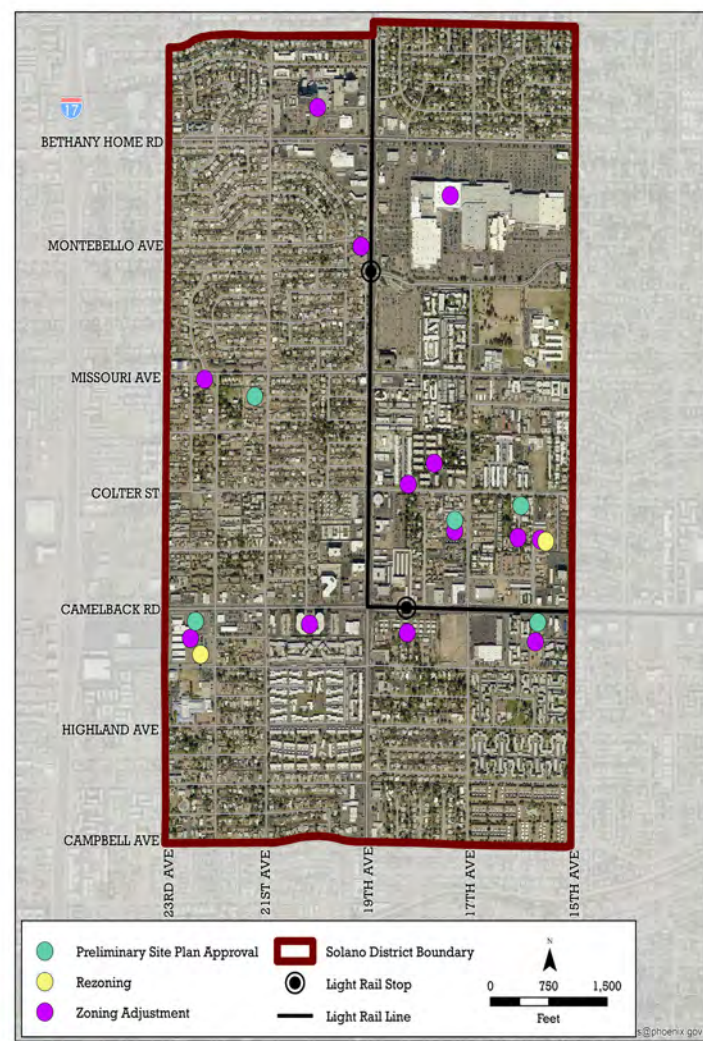 17
BETHANY HOME RD
MONTEBELLO AVE
MISSOURI AVE
COLTER ST
CAMELBACK RD
HIGHLAND AVE
CAMPBELL AVE
23RD AVE
21ST AVE
19TH AVE
17TH AVE
15TH AVE
Preliminary Site Plan Approval
Rezoning
Zoning Adjustment
Solano District Boundary
Light Rail Stop
Light Rail Line
N
0 750 1,500
Feet
s@phoenix.gov